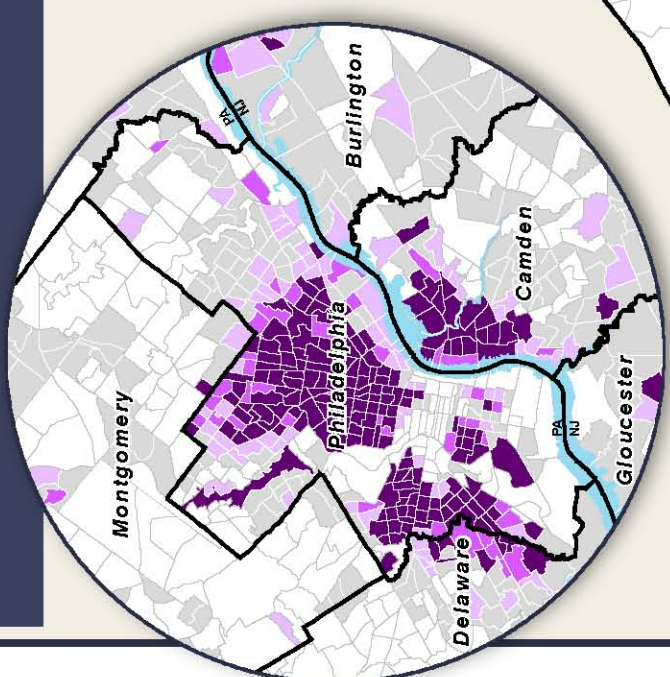 Burlington
PA
NJ
Camden
Philadelphia
Montgomery
PA
NJ
Gloucester
Delaware